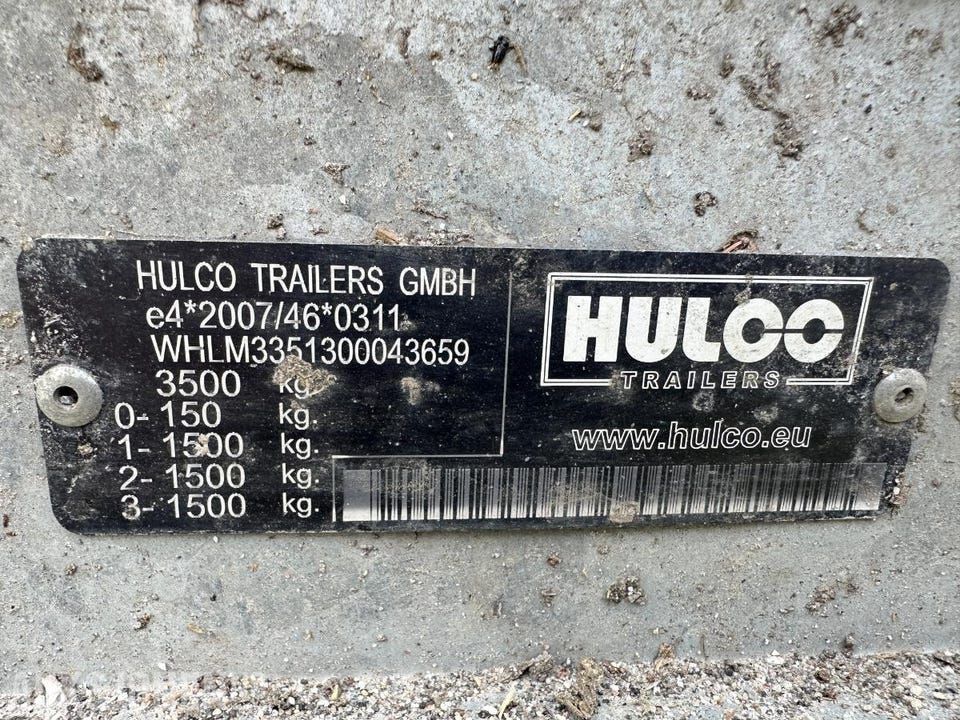 HULCO TRAILERS GMBH
e4*2007/46*0311
WHLM3351300043659
3500 kg.
0- 150 kg.
1- 1500 kg.
2- 1500 kg.
3- 1500 kg.
HULCO
TRAILERS
www.hulco.eu